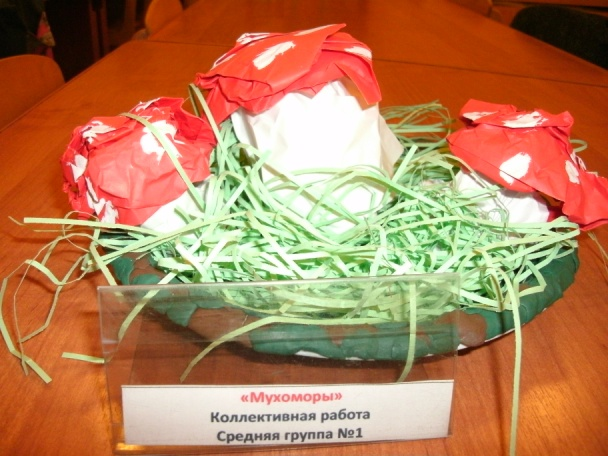 «Мухоморы»
Коллективная работа
Средняя группа №1